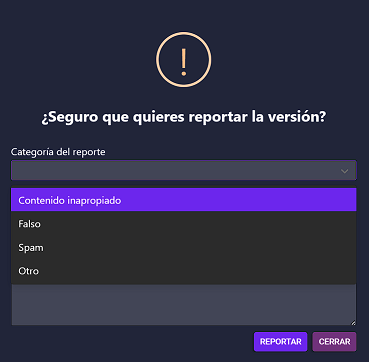 !
¿Seguro que quieres reportar la versión?
Categoría del reporte
Contenido inapropiado
Falso
Spam
Otro
REPORTAR CERRAR